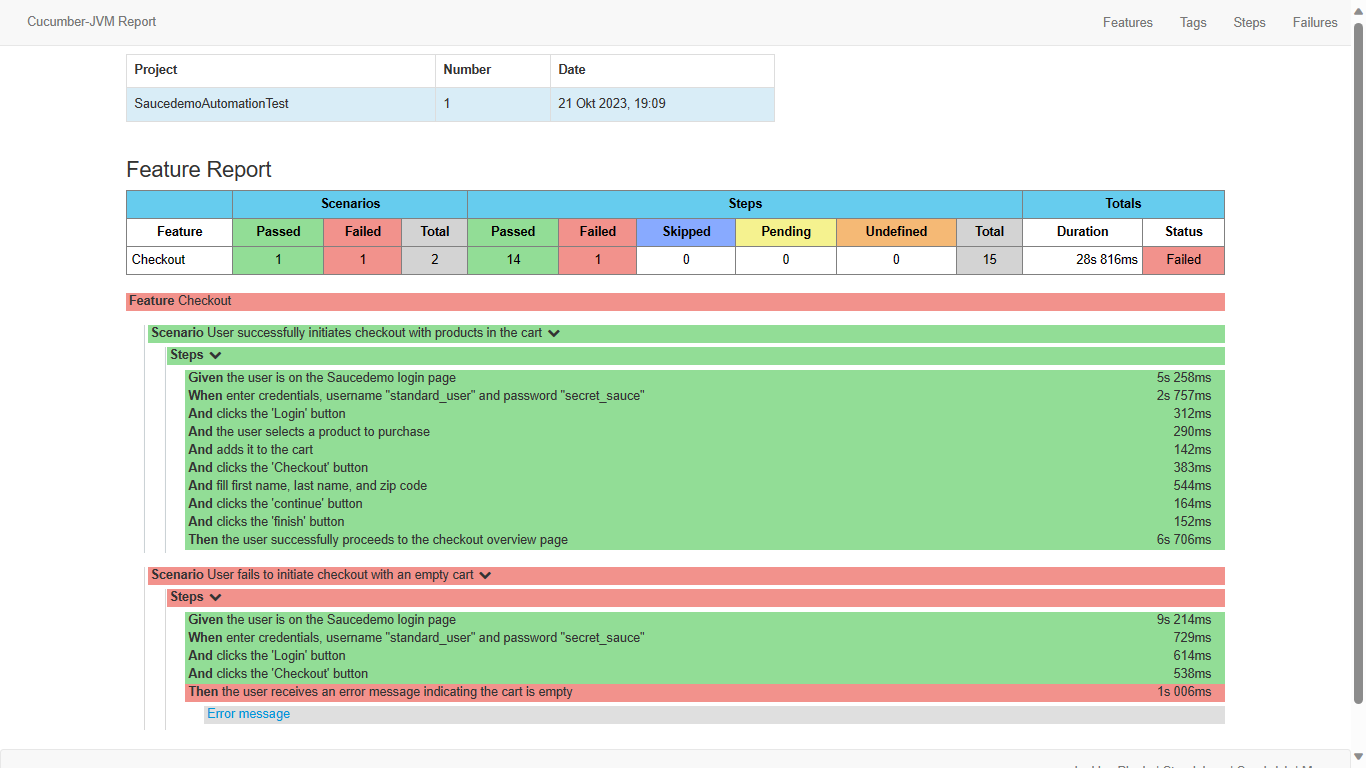 Cucumber-JVM Report Features Tags Steps Failures
Project Number Date
SaucedemoAutomationTest 1 21 Okt 2023, 19:09
Feature Report
Scenarios Steps Totals
Feature Passed Failed Total Passed Failed Skipped Pending Undefined Total Duration Status
Checkout 1 1 2 14 1 0 0 0 15 28s 816ms Failed
Feature Checkout
Scenario User successfully initiates checkout with products in the cart
Steps
Given the user is on the Saucedemo login page 5s 258ms
When enter credentials, username "standard_user" and password "secret_sauce" 2s 757ms
And clicks the 'Login' button 312ms
And the user selects a product to purchase 290ms
And adds it to the cart 142ms
And clicks the 'Checkout' button 383ms
And fill first name, last name, and zip code 544ms
And clicks the 'continue' button 164ms
And clicks the 'finish' button 152ms
Then the user successfully proceeds to the checkout overview page 6s 706ms
Scenario User fails to initiate checkout with an empty cart
Steps
Given the user is on the Saucedemo login page 9s 214ms
When enter credentials, username "standard_user" and password "secret_sauce" 729ms
And clicks the 'Login' button 614ms
And clicks the 'Checkout' button 538ms
Then the user receives an error message indicating the cart is empty 1s 006ms
Error message